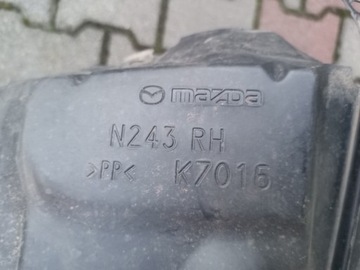 mazda
N243 RH
>PP< K7016